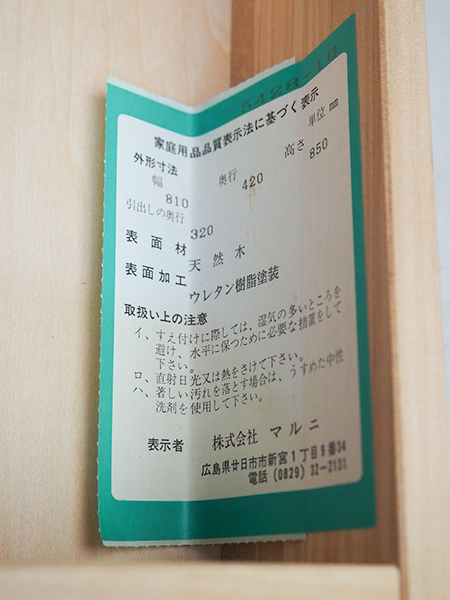 5428-10
家庭用品品質表示法に基づく表示
外形寸法 単位 mm
幅 奥行 高さ
810 420 850
引出しの奥行
320
表面材 天然木
表面加工 ウレタン樹脂塗装
取扱い上の注意
イ、すえ付けに際しては、湿気の多いところを
避け、水平に保つために必要な措置をして
下さい。
ロ、直射日光又は熱をさけて下さい。
ハ、著しい汚れを落とす場合は、うすめた中性
洗剤を使用して下さい。
表示者 株式会社 マルニ
広島県廿日市市新宮1丁目9番34
電話 (0829) 32-2131